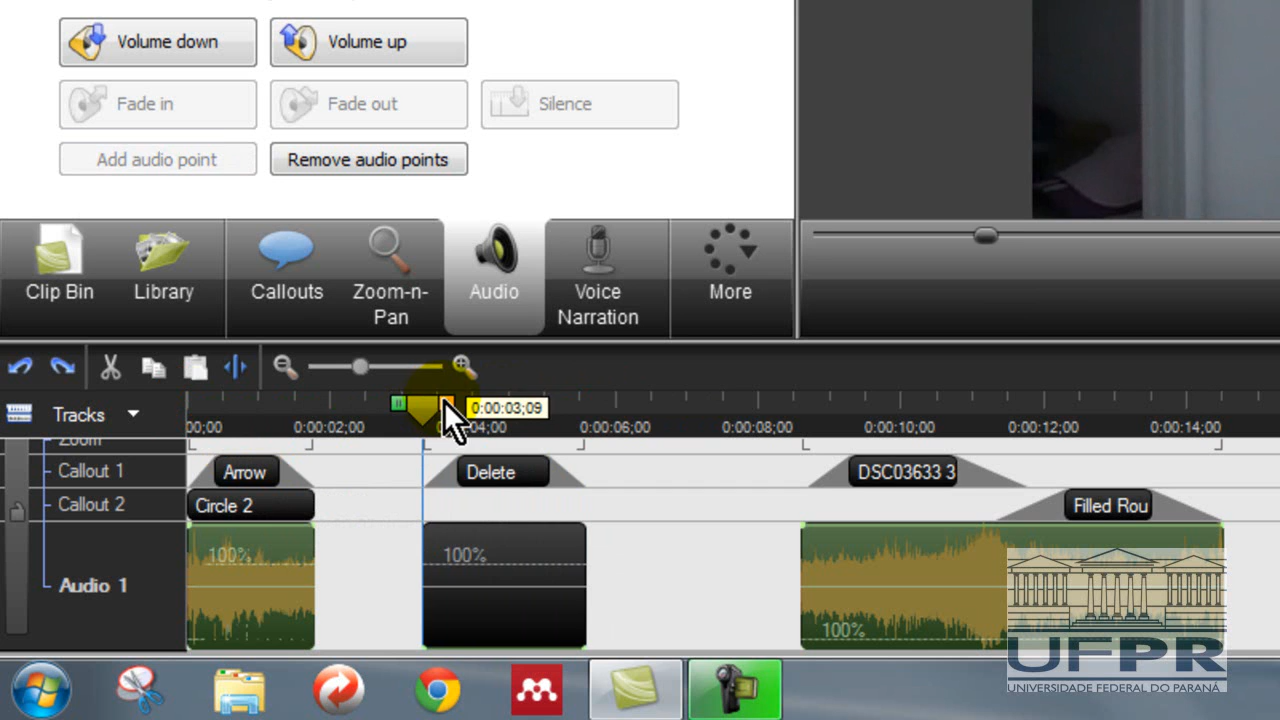 Volume down
Volume up
Fade in
Fade out
Silence
Add audio point
Remove audio points
Clip Bin
Library
Callouts
Zoom-n-
Pan
Audio
Voice
Narration
More
Tracks
0:00:03;09
00;00
0:00:02;00
04;00
0:00:06;00
0:00:08;00
0:00:10;00
0:00:12;00
0:00:14;00
Zoom
Callout 1
Arrow
Delete
DSC03633 3
Callout 2
Circle 2
Filled Rou
Audio 1
100%
100%
100%
UFPR
UNIVERSIDADE FEDERAL DO PARANÁ